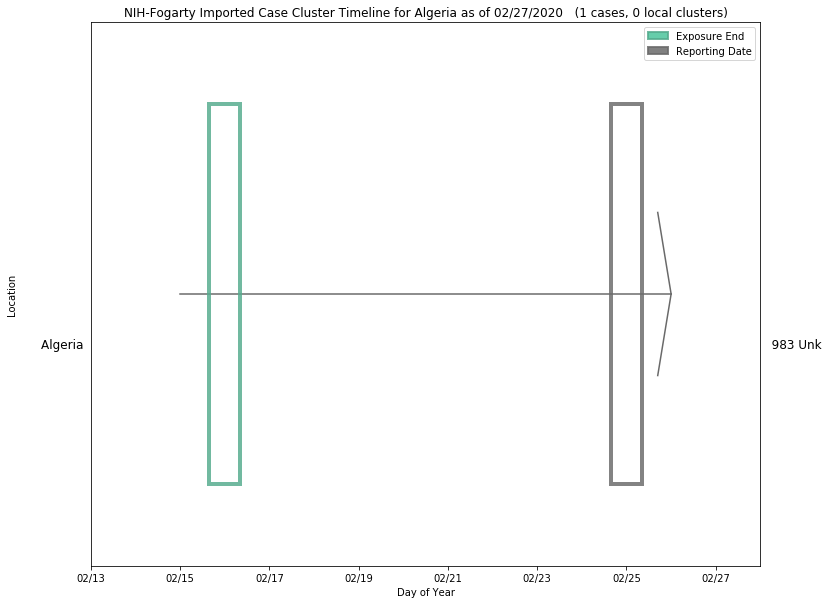 NIH-Fogarty Imported Case Cluster Timeline for Algeria as of 02/27/2020   (1 cases, 0 local clusters)
Exposure End
Reporting Date
Location
Algeria
983 Unk
02/13 02/15 02/17 02/19 02/21 02/23 02/25 02/27
Day of Year